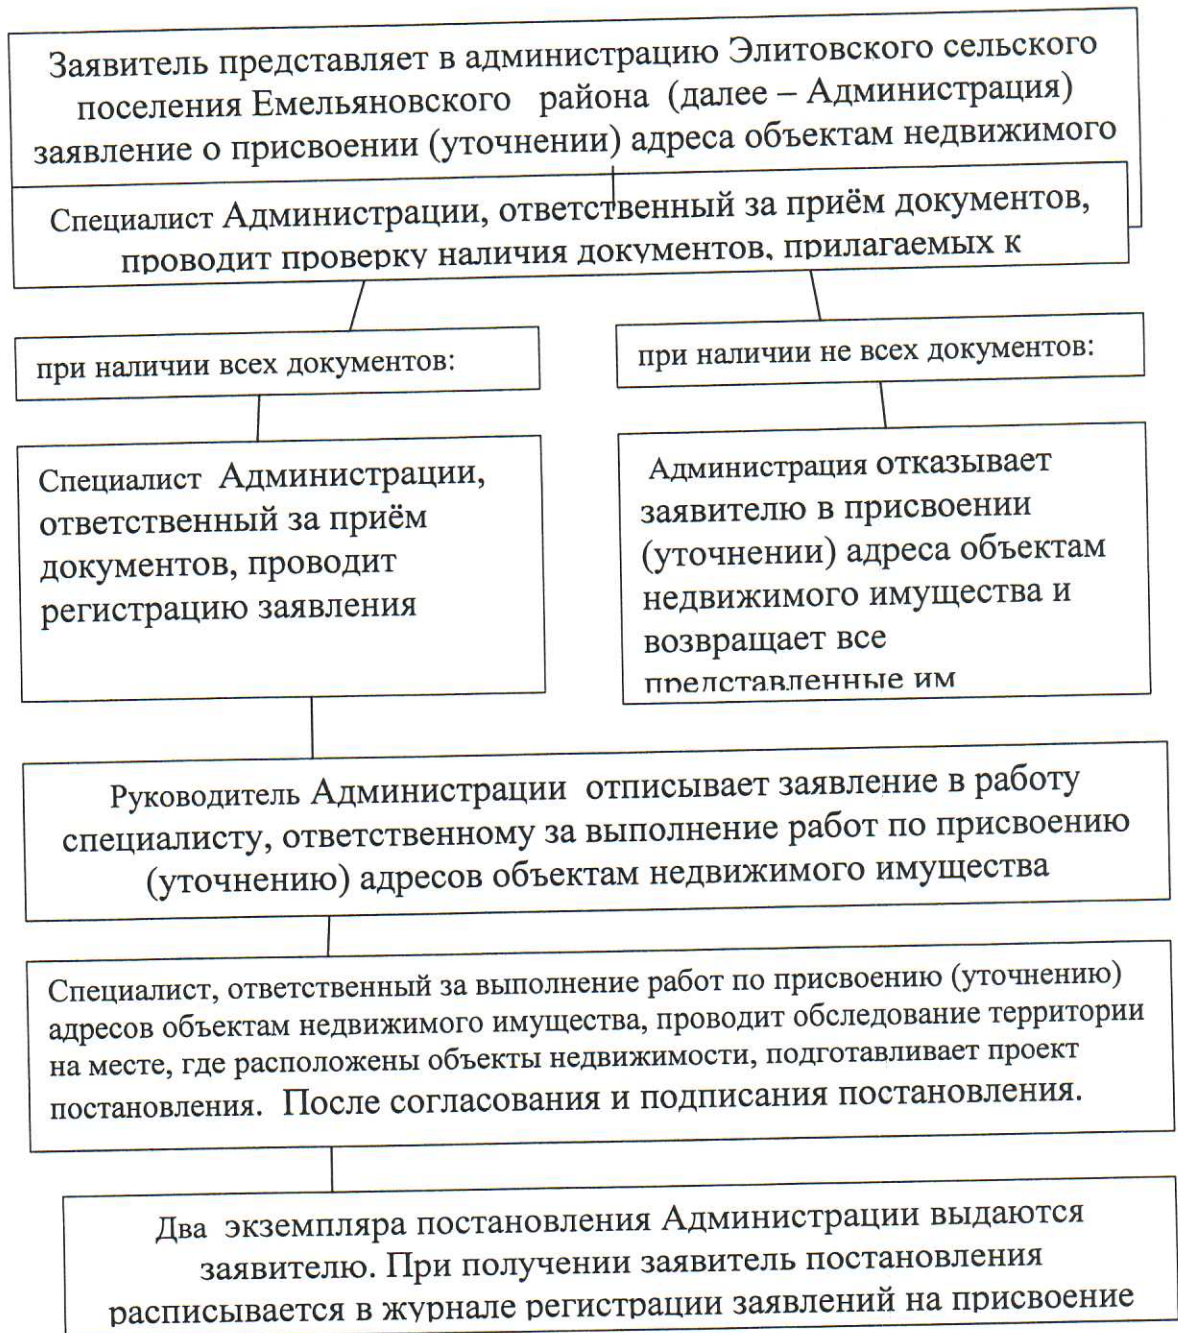 Заявитель представляет в администрацию Элитовского сельского
поселения Емельяновского района (далее – Администрация)
заявление о присвоении (уточнении) адреса объектам недвижимого
Специалист Администрации, ответственный за приём документов,
проводит проверку наличия документов, прилагаемых к
при наличии всех документов:
при наличии не всех документов:
Специалист Администрации,
ответственный за приём
документов, проводит
регистрацию заявления
Администрация отказывает
заявителю в присвоении
(уточнении) адреса объектам
недвижимого имущества и
возвращает все
представленные им
Руководитель Администрации отписывает заявление в работу
специалисту, ответственному за выполнение работ по присвоению
(уточнению) адресов объектам недвижимого имущества
Специалист, ответственный за выполнение работ по присвоению (уточнению)
адресов объектам недвижимого имущества, проводит обследование территории
на месте, где расположены объекты недвижимости, подготавливает проект
постановления. После согласования и подписания постановления.
Два экземпляра постановления Администрации выдаются
заявителю. При получении заявитель постановления
расписывается в журнале регистрации заявлений на присвоение